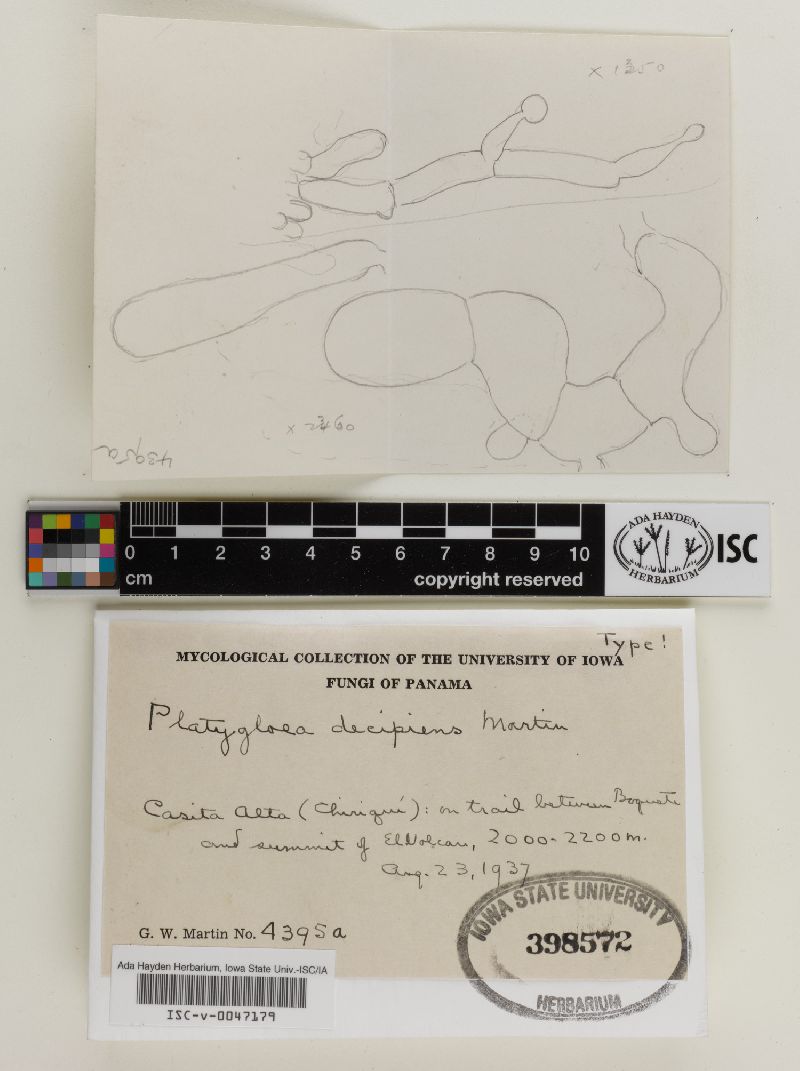 x 1350
x 2460
4395a
0 1 2 3 4 5 6 7 8 9 10
cm
copyright reserved
ADA HAYDEN
HERBARIUM
ISC
Type!
MYCOLOGICAL COLLECTION OF THE UNIVERSITY OF IOWA
FUNGI OF PANAMA
Platygloea decipiens Martin
Casita Alta (Chiriquí): on trail between Boquete
and summit of El Volcan, 2000-2200 m.
Aug. 23, 1937
G. W. Martin No. 4395a
IOWA STATE UNIVERSITY
398572
HERBARIUM
Ada Hayden Herbarium, Iowa State Univ.-ISC/IA
ISC-v-0047179